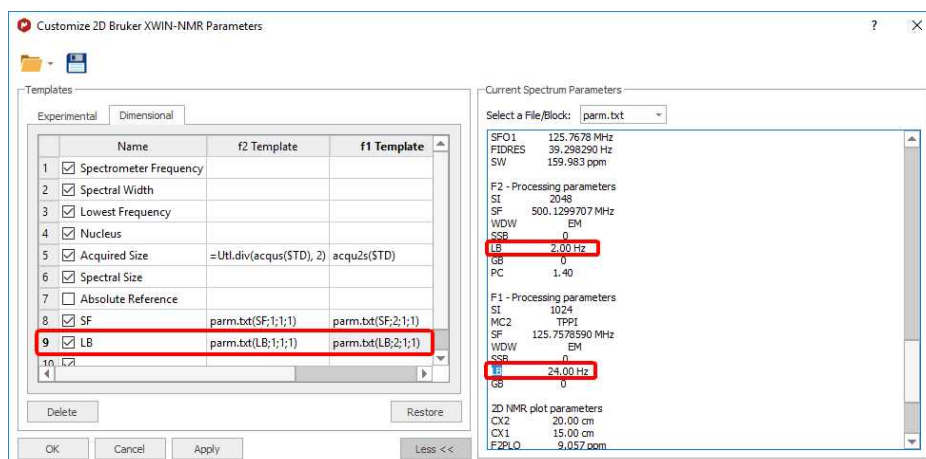 Customize 2D Bruker XWIN-NMR Parameters
?
Templates
Experimental
Dimensional
Name f2 Template f1 Template
1 Spectrometer Frequency
2 Spectral Width
3 Lowest Frequency
4 Nucleus
5 Acquired Size =Utl.div(acqus($TD), 2) acqu2s($TD)
6 Spectral Size
7 Absolute Reference
8 SF parm.txt(SF;1;1;1) parm.txt(SF;2;1;1)
9 LB parm.txt(LB;1;1;1) parm.txt(LB;2;1;1)
10
Delete
Restore
OK
Cancel
Apply
Less <<
Current Spectrum Parameters
Select a File/Block: parm.txt
SFO1 125.7678 MHz
FIDRES 39.298290 Hz
SW 159.983 ppm
F2 - Processing parameters
SI 2048
SF 500.1299707 MHz
WDW EM
SSB 0
LB 2.00 Hz
GB 0
PC 1.40
F1 - Processing parameters
SI 1024
MC2 TPPI
SF 125.7578590 MHz
WDW EM
SSB 0
LB 24.00 Hz
GB 0
2D NMR plot parameters
CX2 20.00 cm
CX1 15.00 cm
F2PLO 9.057 ppm